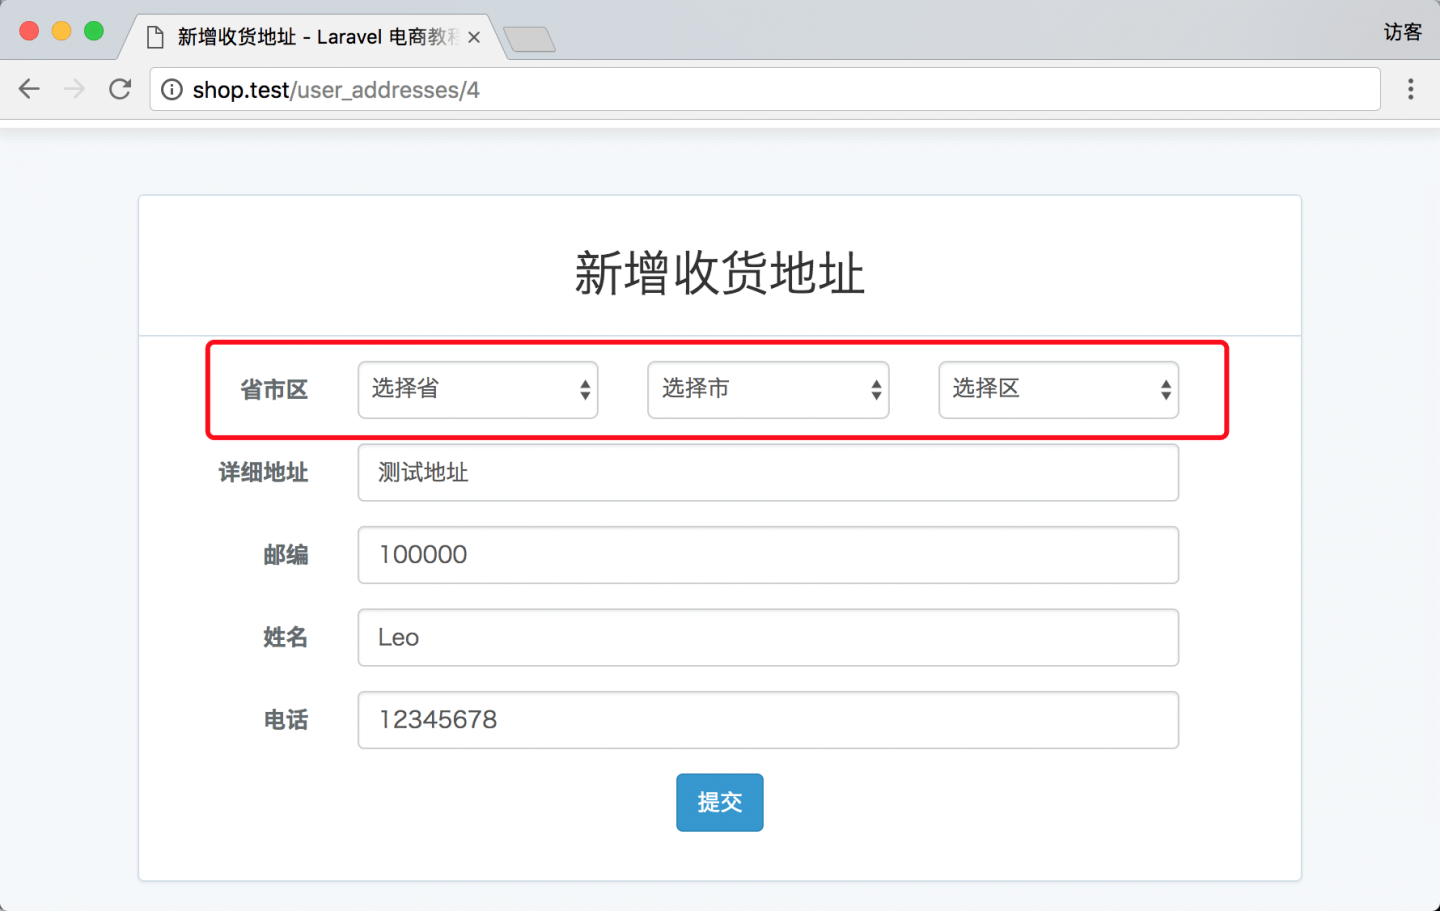 新增收货地址 - Laravel 电商教程
访客
shop.test/user_addresses/4
新增收货地址
省市区 选择省 选择市 选择区
详细地址 测试地址
邮编 100000
姓名 Leo
电话 12345678
提交